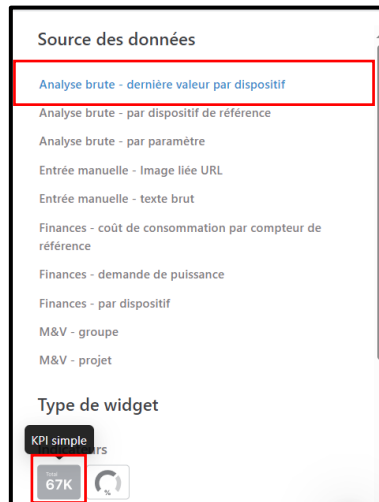 Source des données
Analyse brute - dernière valeur par dispositif
Analyse brute - par dispositif de référence
Analyse brute - par paramètre
Entrée manuelle - Image liée URL
Entrée manuelle - texte brut
Finances - coût de consommation par compteur de
référence
Finances - demande de puissance
Finances - par dispositif
M&V - groupe
M&V - projet
Type de widget
KPI simple
urs
Total
67K
%